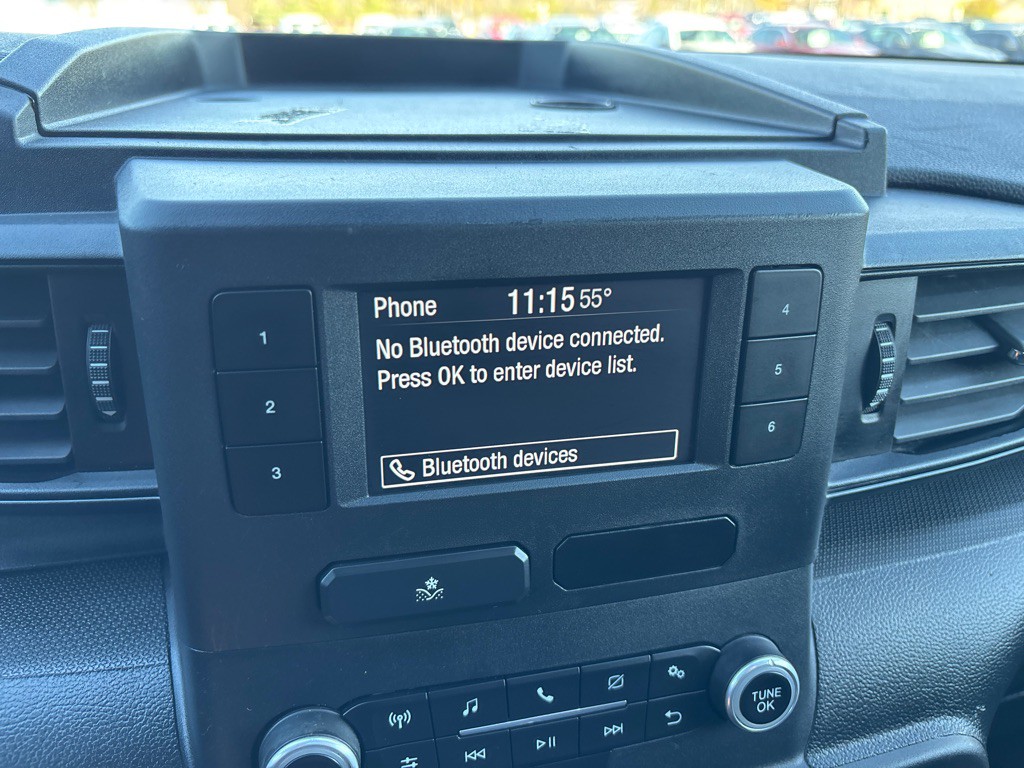 Phone 11:15 55°
No Bluetooth device connected.
Press OK to enter device list.
Bluetooth devices
1
2
3
4
5
6
TUNE
OK